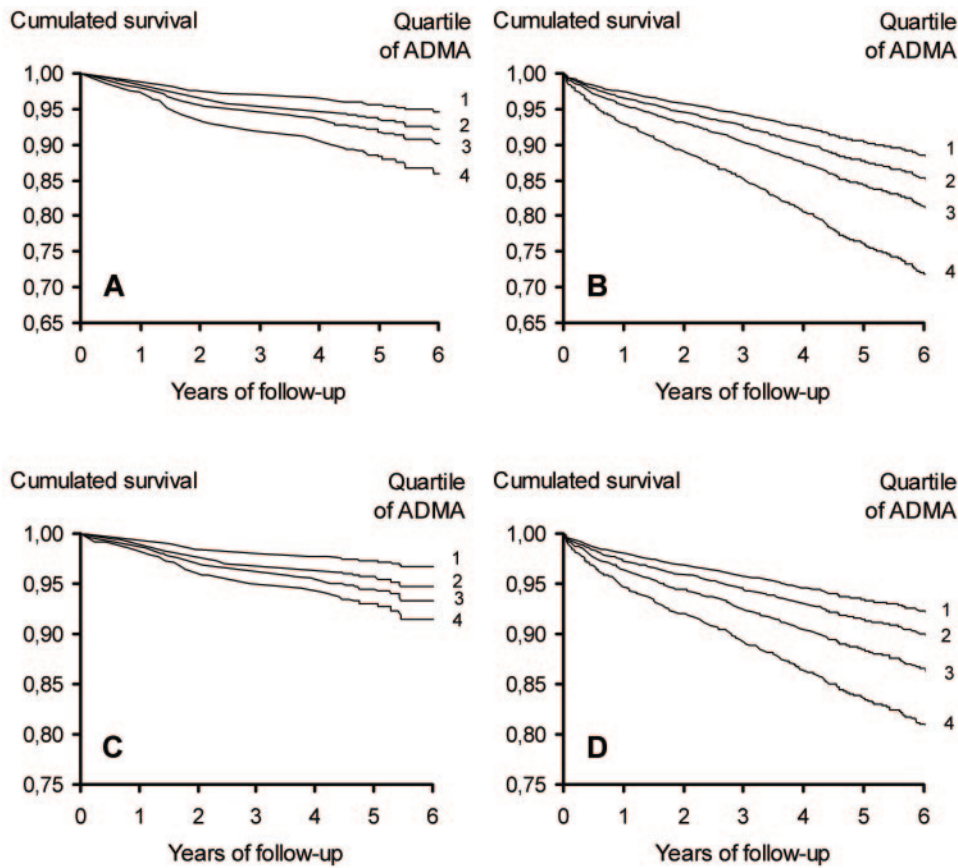 Cumulated survival
Quartile
of ADMA
1,00
0,95
0,90
0,85
0,80
0,75
0,70
0,65
1
2
3
4
A
0 1 2 3 4 5 6
Years of follow-up
Cumulated survival
Quartile
of ADMA
1,00
0,95
0,90
0,85
0,80
0,75
0,70
0,65
1
2
3
4
B
0 1 2 3 4 5 6
Years of follow-up
Cumulated survival
Quartile
of ADMA
1,00
0,95
0,90
0,85
0,80
0,75
1
2
3
4
C
0 1 2 3 4 5 6
Years of follow-up
Cumulated survival
Quartile
of ADMA
1,00
0,95
0,90
0,85
0,80
0,75
1
2
3
4
D
0 1 2 3 4 5 6
Years of follow-up